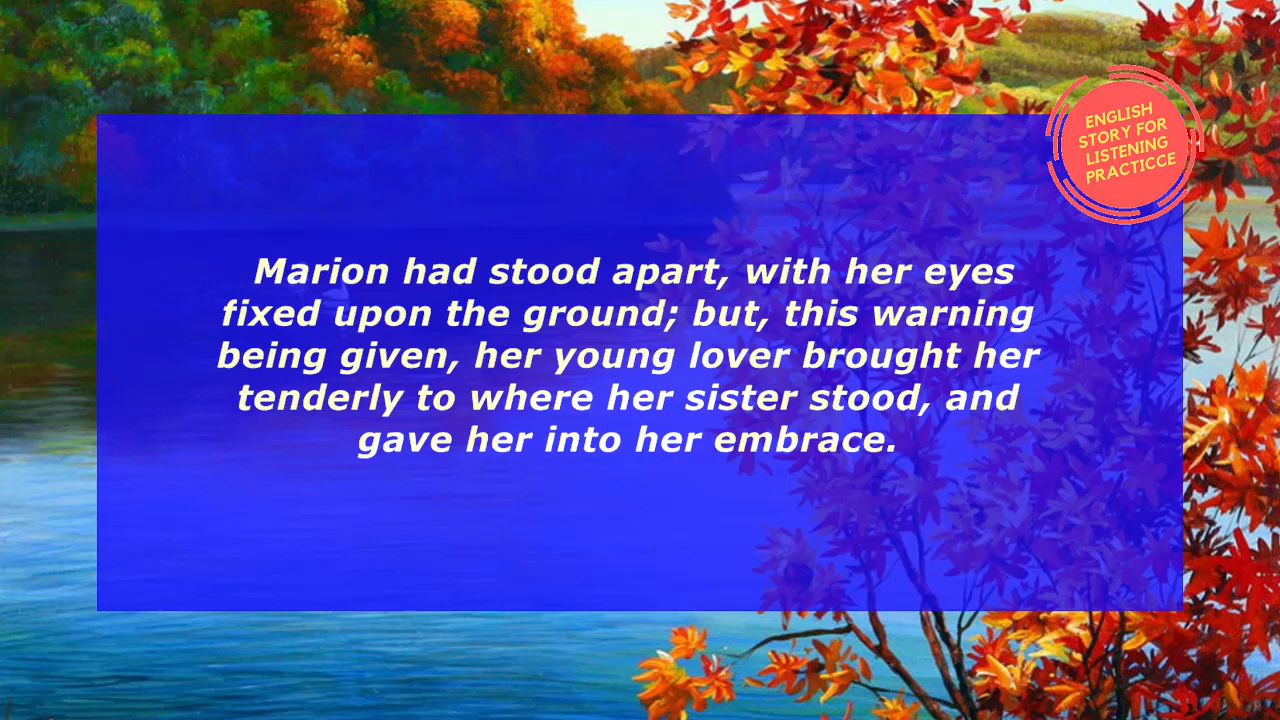 ENGLISH
STORY FOR
LISTENING
PRACTICCE
Marion had stood apart, with her eyes
fixed upon the ground; but, this warning
being given, her young lover brought her
tenderly to where her sister stood, and
gave her into her embrace.